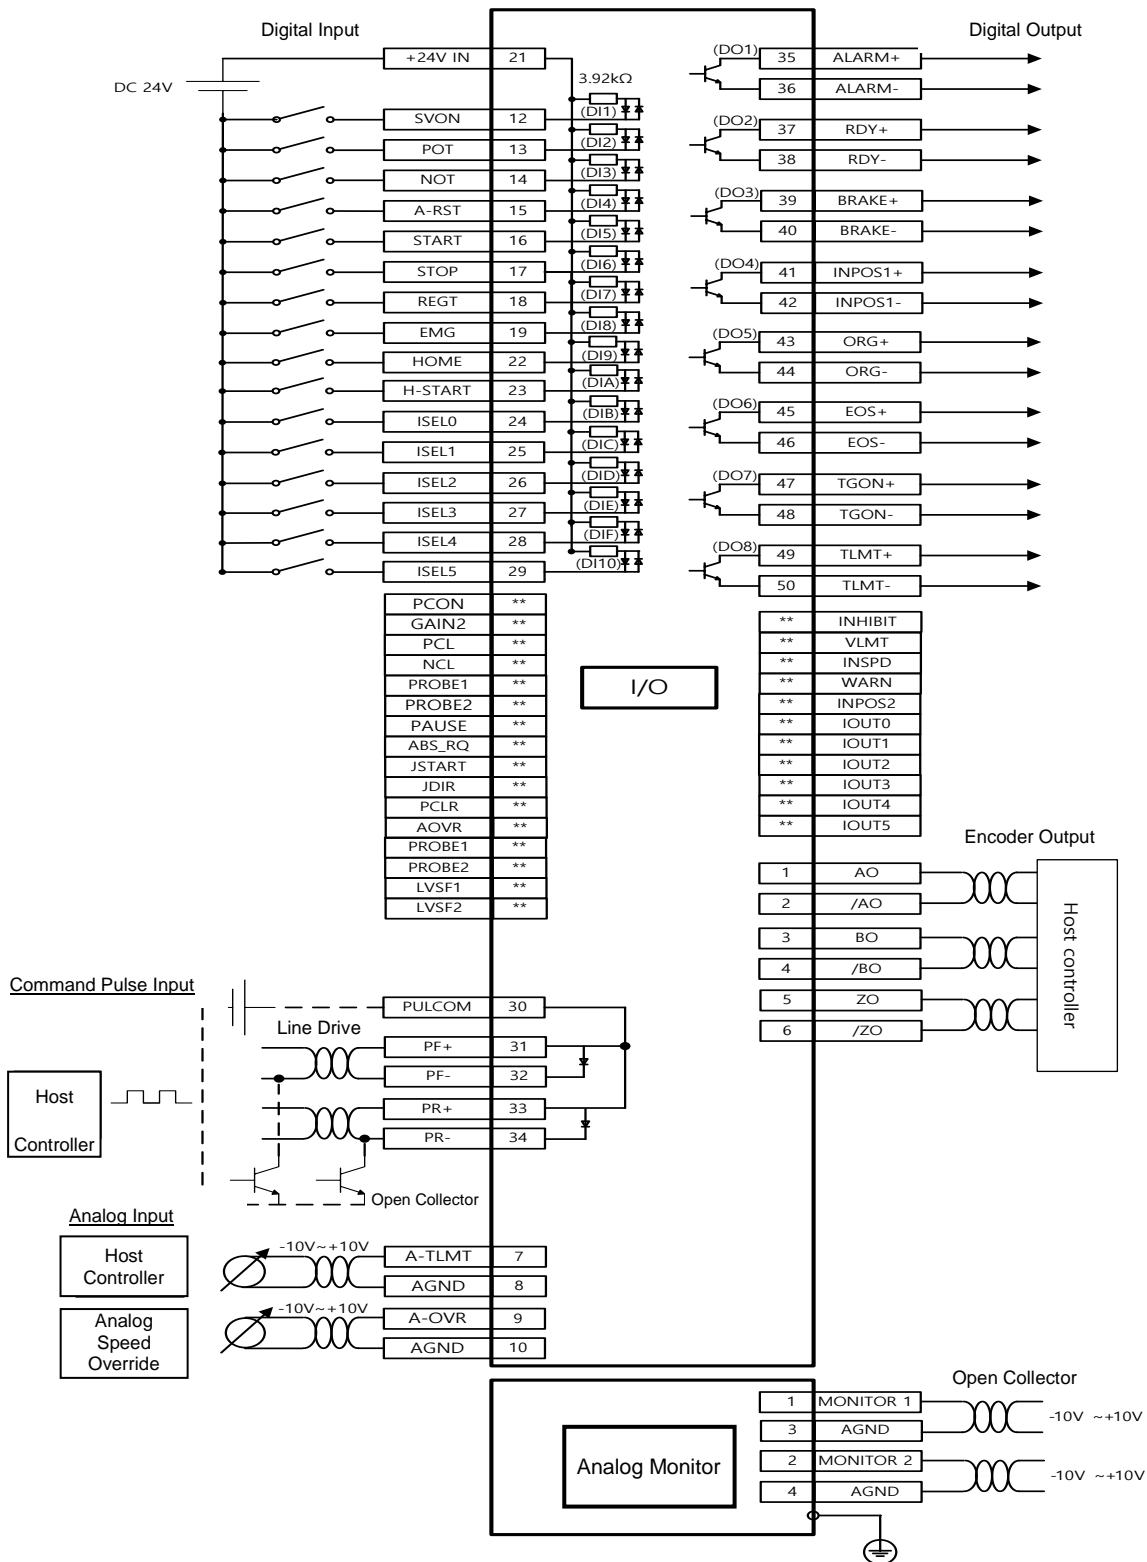 Digital Input
Digital Output
DC 24V
+24V IN 21
3.92kΩ
SVON 12 (DI1)
POT 13 (DI2)
NOT 14 (DI3)
A-RST 15 (DI4)
START 16 (DI5)
STOP 17 (DI6)
REGT 18 (DI7)
EMG 19 (DI8)
HOME 22 (DI9)
H-START 23 (DIA)
ISEL0 24 (DIB)
ISEL1 25 (DIC)
ISEL2 26 (DID)
ISEL3 27 (DIE)
ISEL4 28 (DIF)
ISEL5 29 (DI10)
PCON **
GAIN2 **
PCL **
NCL **
PROBE1 **
PROBE2 **
PAUSE **
ABS_RQ **
JSTART **
JDIR **
PCLR **
AOVR **
PROBE1 **
PROBE2 **
LVSF1 **
LVSF2 **
I/O
(DO1) 35 ALARM+
36 ALARM-
(DO2) 37 RDY+
38 RDY-
(DO3) 39 BRAKE+
40 BRAKE-
(DO4) 41 INPOS1+
42 INPOS1-
(DO5) 43 ORG+
44 ORG-
(DO6) 45 EOS+
46 EOS-
(DO7) 47 TGON+
48 TGON-
(DO8) 49 TLMT+
50 TLMT-
** INHIBIT
** VLMT
** INSPD
** WARN
** INPOS2
** IOUT0
** IOUT1
** IOUT2
** IOUT3
** IOUT4
** IOUT5
Encoder Output
1 AO
2 /AO
3 BO
4 /BO
5 ZO
6 /ZO
Host controller
Command Pulse Input
PULCOM 30
Line Drive
PF+ 31
PF- 32
PR+ 33
PR- 34
Host
Controller
Open Collector
Analog Input
Host
Controller
-10V~+10V
A-TLMT 7
AGND 8
Analog
Speed
Override
-10V~+10V
A-OVR 9
AGND 10
Analog Monitor
Open Collector
1 MONITOR 1
3 AGND
-10V ~+10V
2 MONITOR 2
4 AGND
-10V ~+10V